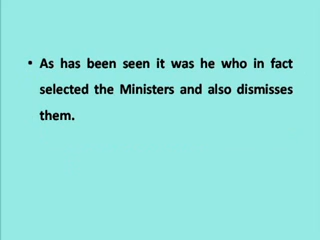 • As has been seen it was he who in fact
selected the Ministers and also dismisses
them.